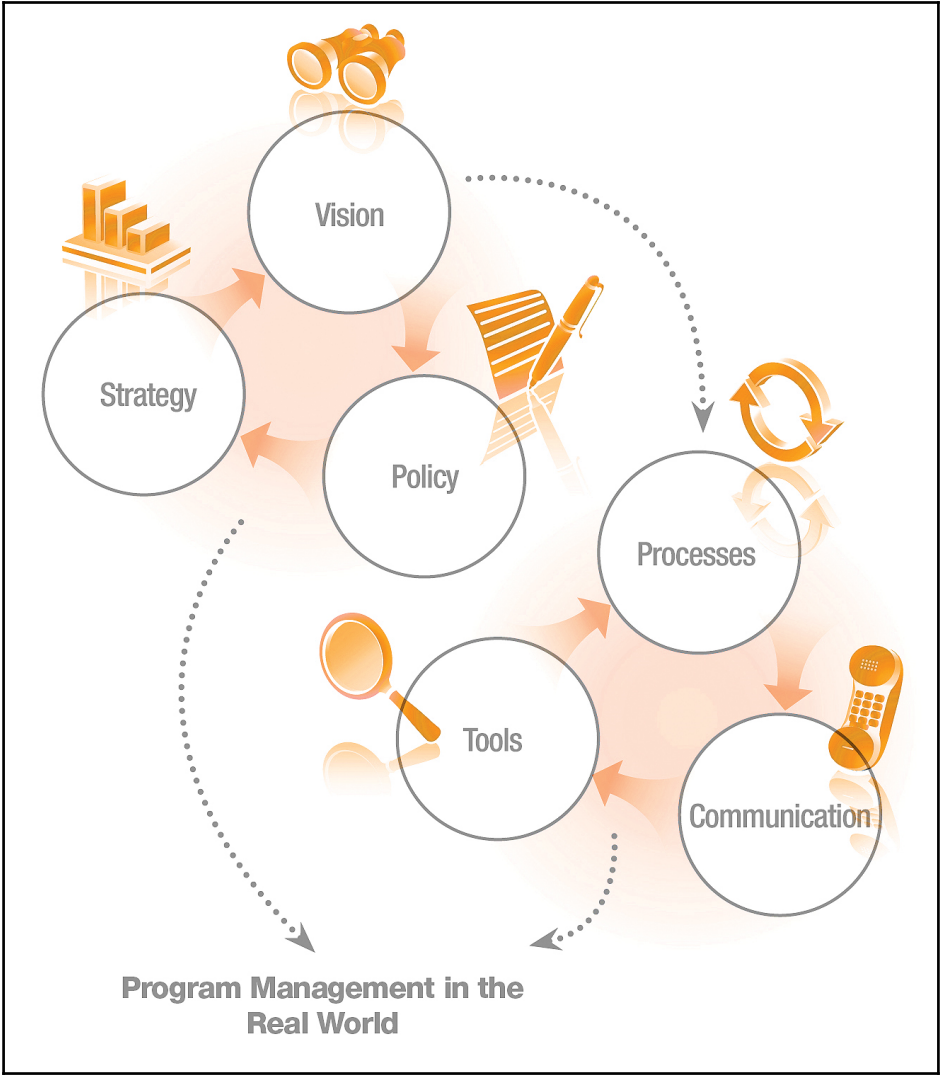 Vision
Strategy
Policy
Processes
Tools
Communication
Program Management in the
Real World